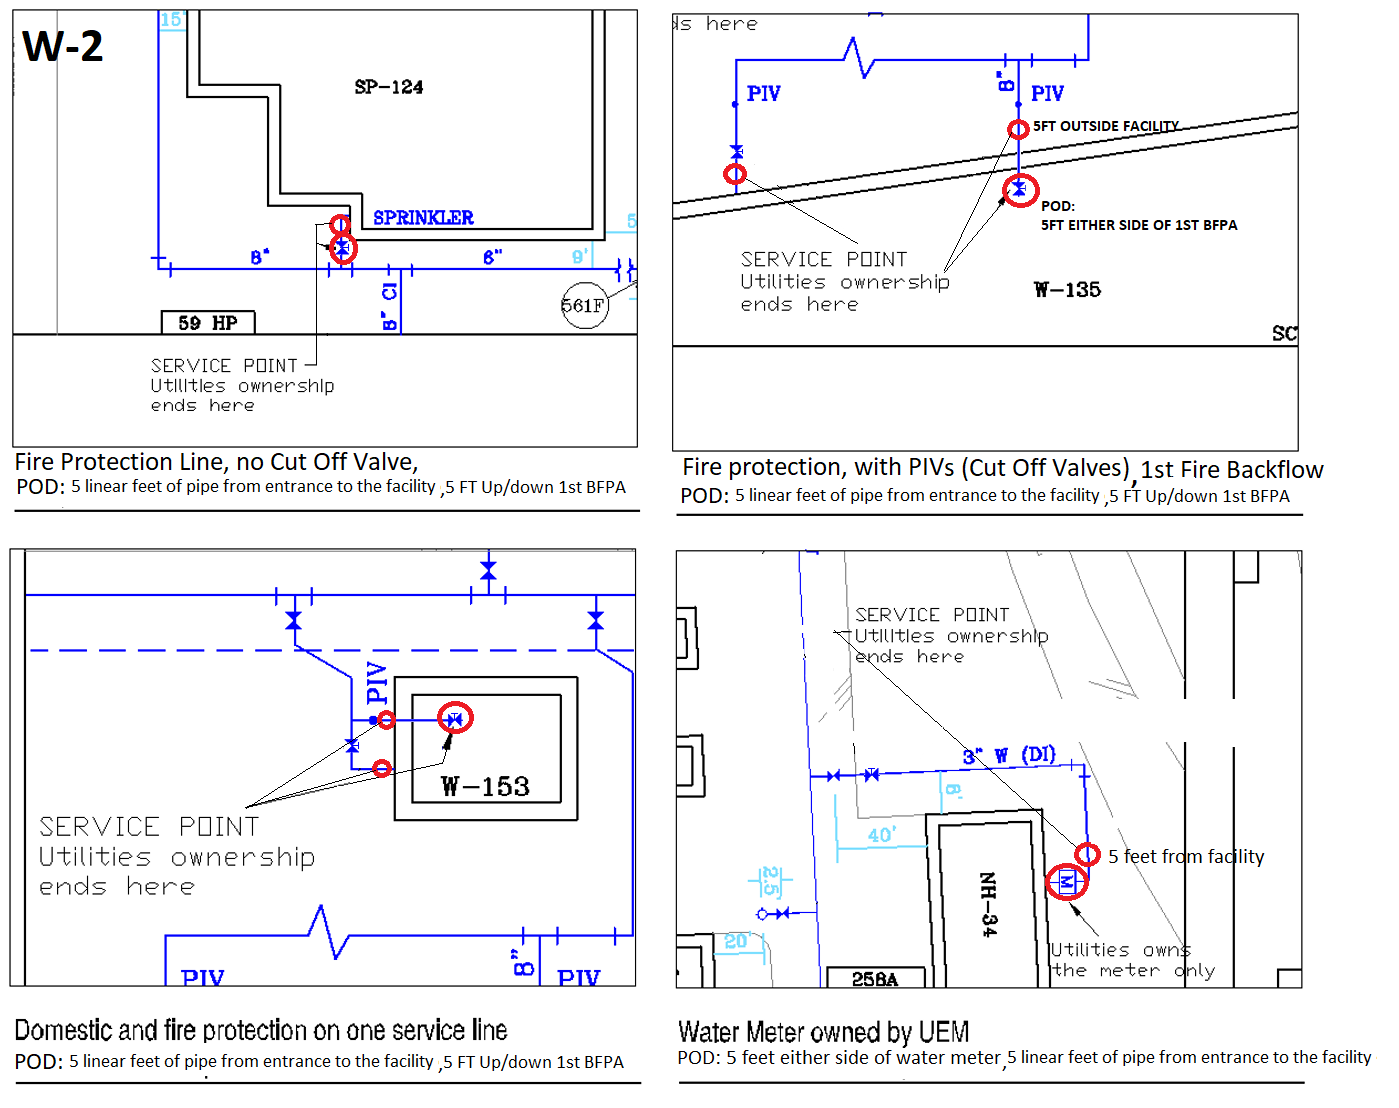 W-2
15'
SP-124
SPRINKLER
8"
6"
9'
5
8" CI
561F
59 HP
SERVICE POINT
Utilities ownership
ends here
Fire Protection Line, no Cut Off Valve,
POD: 5 linear feet of pipe from entrance to the facility ,5 FT Up/down 1st BFPA
ds here
PIV
8"
PIV
5FT OUTSIDE FACILITY
POD:
5FT EITHER SIDE OF 1ST BFPA
SERVICE POINT
Utilities ownership
ends here
W-135
SC
Fire protection, with PIVs (Cut Off Valves) ,1st Fire Backflow
POD: 5 linear feet of pipe from entrance to the facility ,5 FT Up/down 1st BFPA
PIV
W-153
SERVICE POINT
Utilities ownership
ends here
PIV
8"
PIV
Domestic and fire protection on one service line
POD: 5 linear feet of pipe from entrance to the facility ,5 FT Up/down 1st BFPA
SERVICE POINT
Utilities ownership
ends here
3" W (DI)
6'
40'
5 feet from facility
M
NH-34
2.5'
20'
Utilities owns
the meter only
258A
Water Meter owned by UEM
POD: 5 feet either side of water meter,5 linear feet of pipe from entrance to the facility